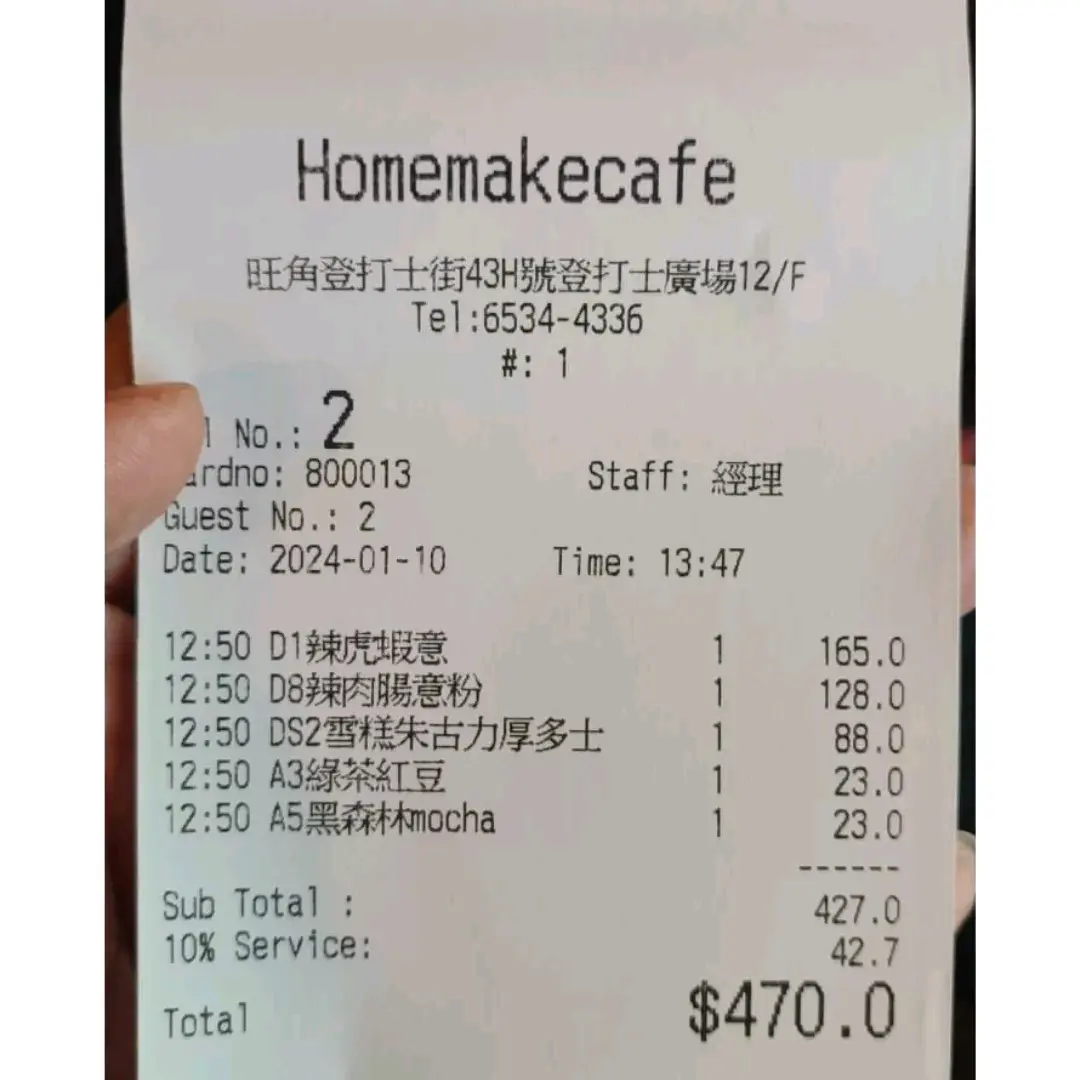 Homemakecafe
旺角登打士街43H號登打士廣場12/F
Tel:6534-4336
#: 1
No.: 2
ardno: 800013 Staff: 經理
Guest No.: 2
Date: 2024-01-10 Time: 13:47
12:50 D1辣虎蝦意 1 165.0
12:50 D8辣肉腸意粉 1 128.0
12:50 DS2雪糕朱古力厚多士 1 88.0
12:50 A3綠茶紅豆 1 23.0
12:50 A5黑森林mocha 1 23.0
------
Sub Total : 427.0
10% Service: 42.7
Total $470.0